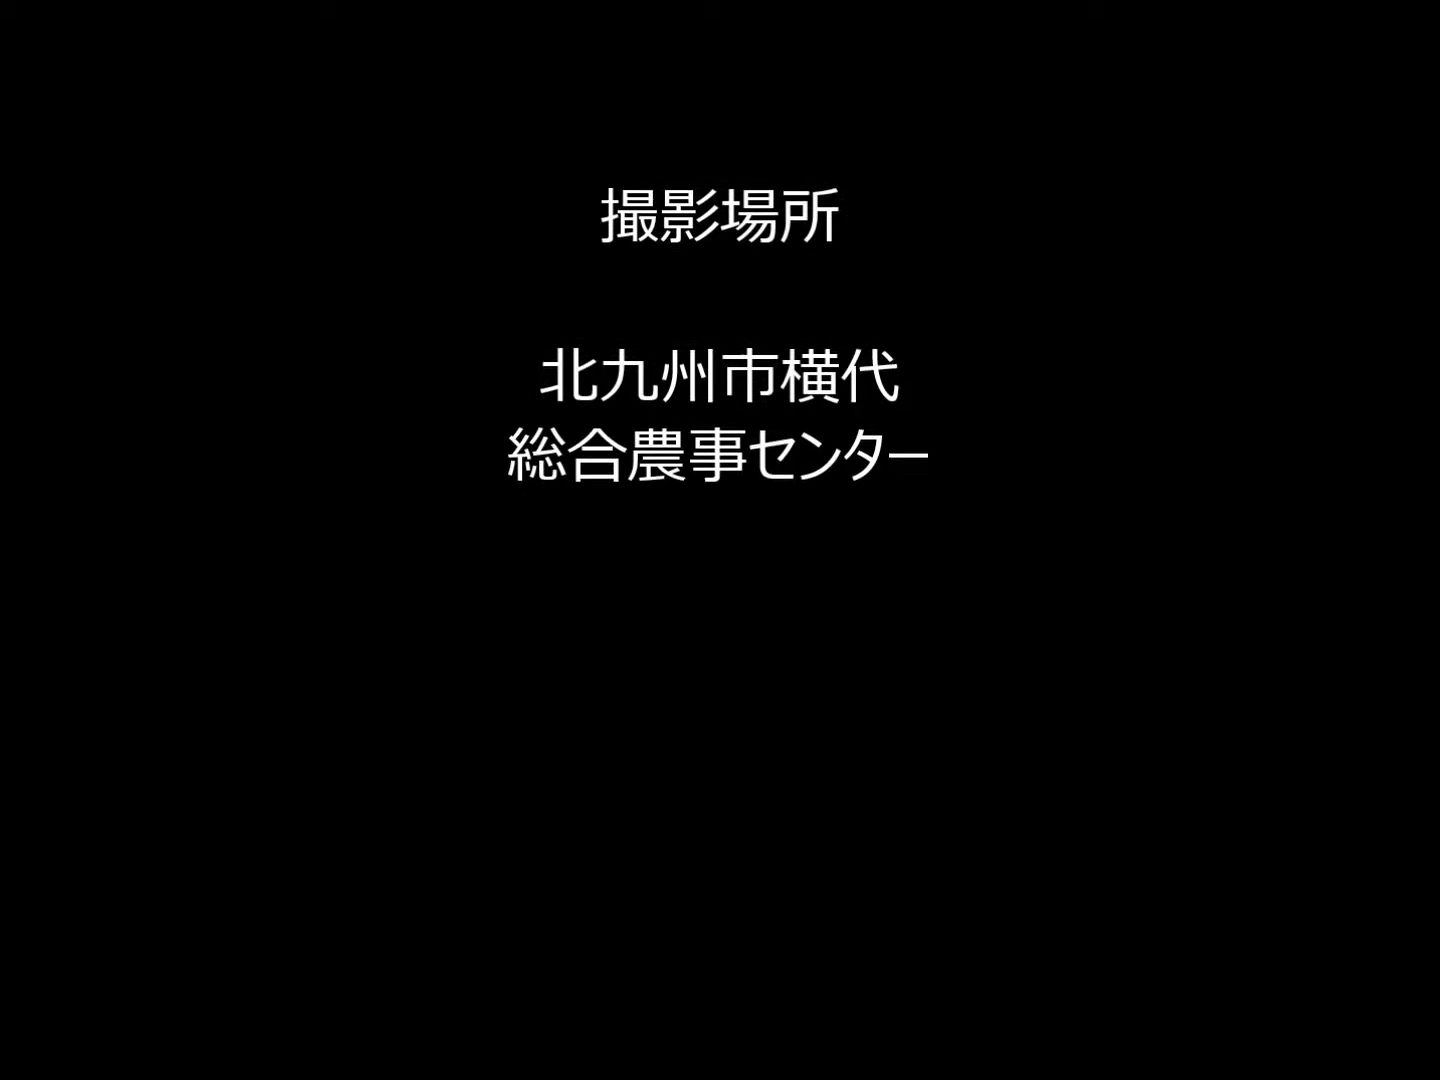 撮影場所
北九州市横代
総合農事センター